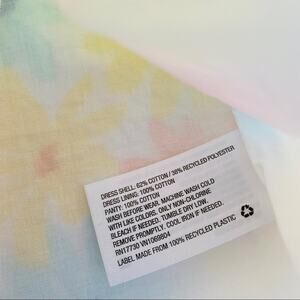 DRESS SHELL: 62% COTTON / 38% RECYCLED POLYESTER
DRESS LINING: 100% COTTON
PANTY: 100% COTTON
WASH BEFORE WEAR. MACHINE WASH COLD
WITH LIKE COLORS. ONLY NON-CHLORINE
BLEACH IF NEEDED. TUMBLE DRY LOW.
REMOVE PROMPTLY. COOL IRON IF NEEDED.
RN17730 VN1069804
LABEL MADE FROM 100% RECYCLED PLASTIC